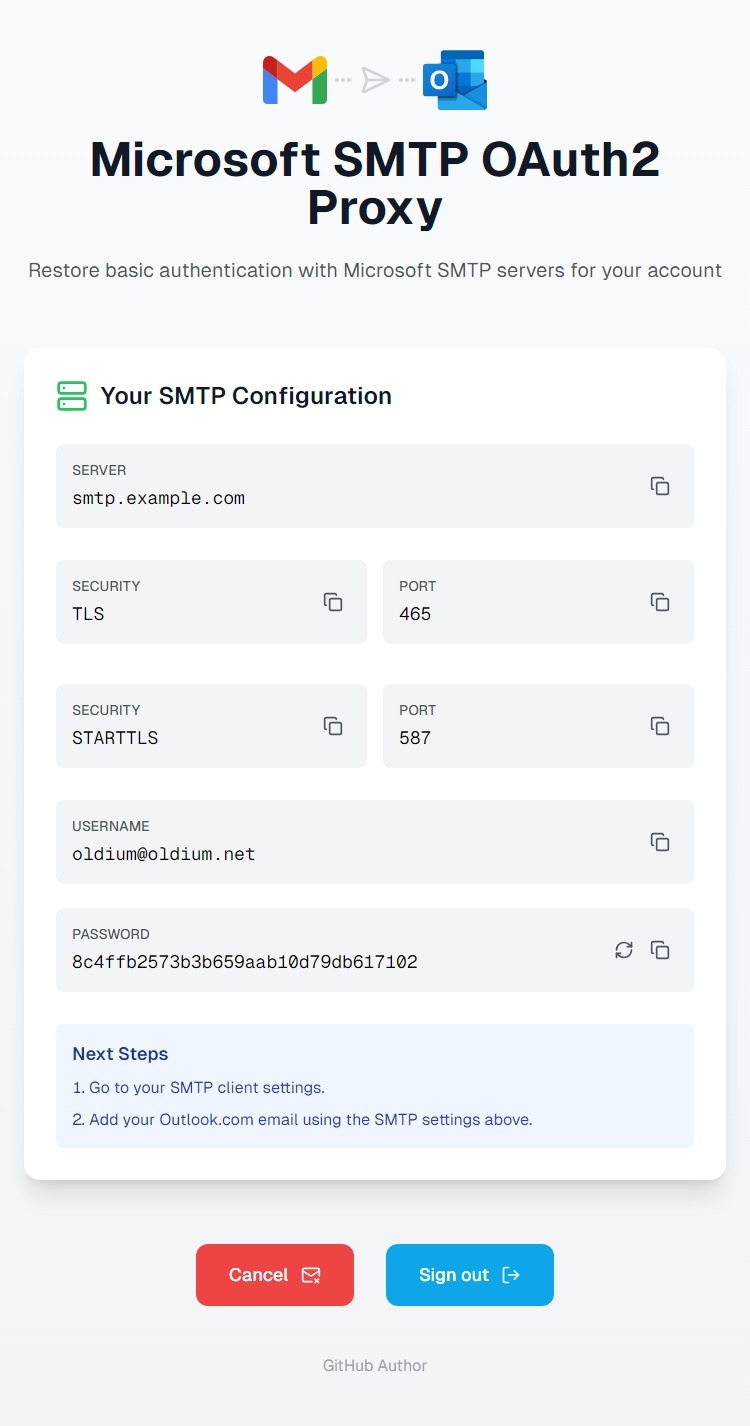 Microsoft SMTP OAuth2
Proxy
Restore basic authentication with Microsoft SMTP servers for your account
Your SMTP Configuration
SERVER
smtp.example.com
SECURITY
TLS
PORT
465
SECURITY
STARTTLS
PORT
587
USERNAME
oldium@oldium.net
PASSWORD
8c4ffb2573b3b659aab10d79db617102
Next Steps
1. Go to your SMTP client settings.
2. Add your Outlook.com email using the SMTP settings above.
Cancel
Sign out
GitHub Author